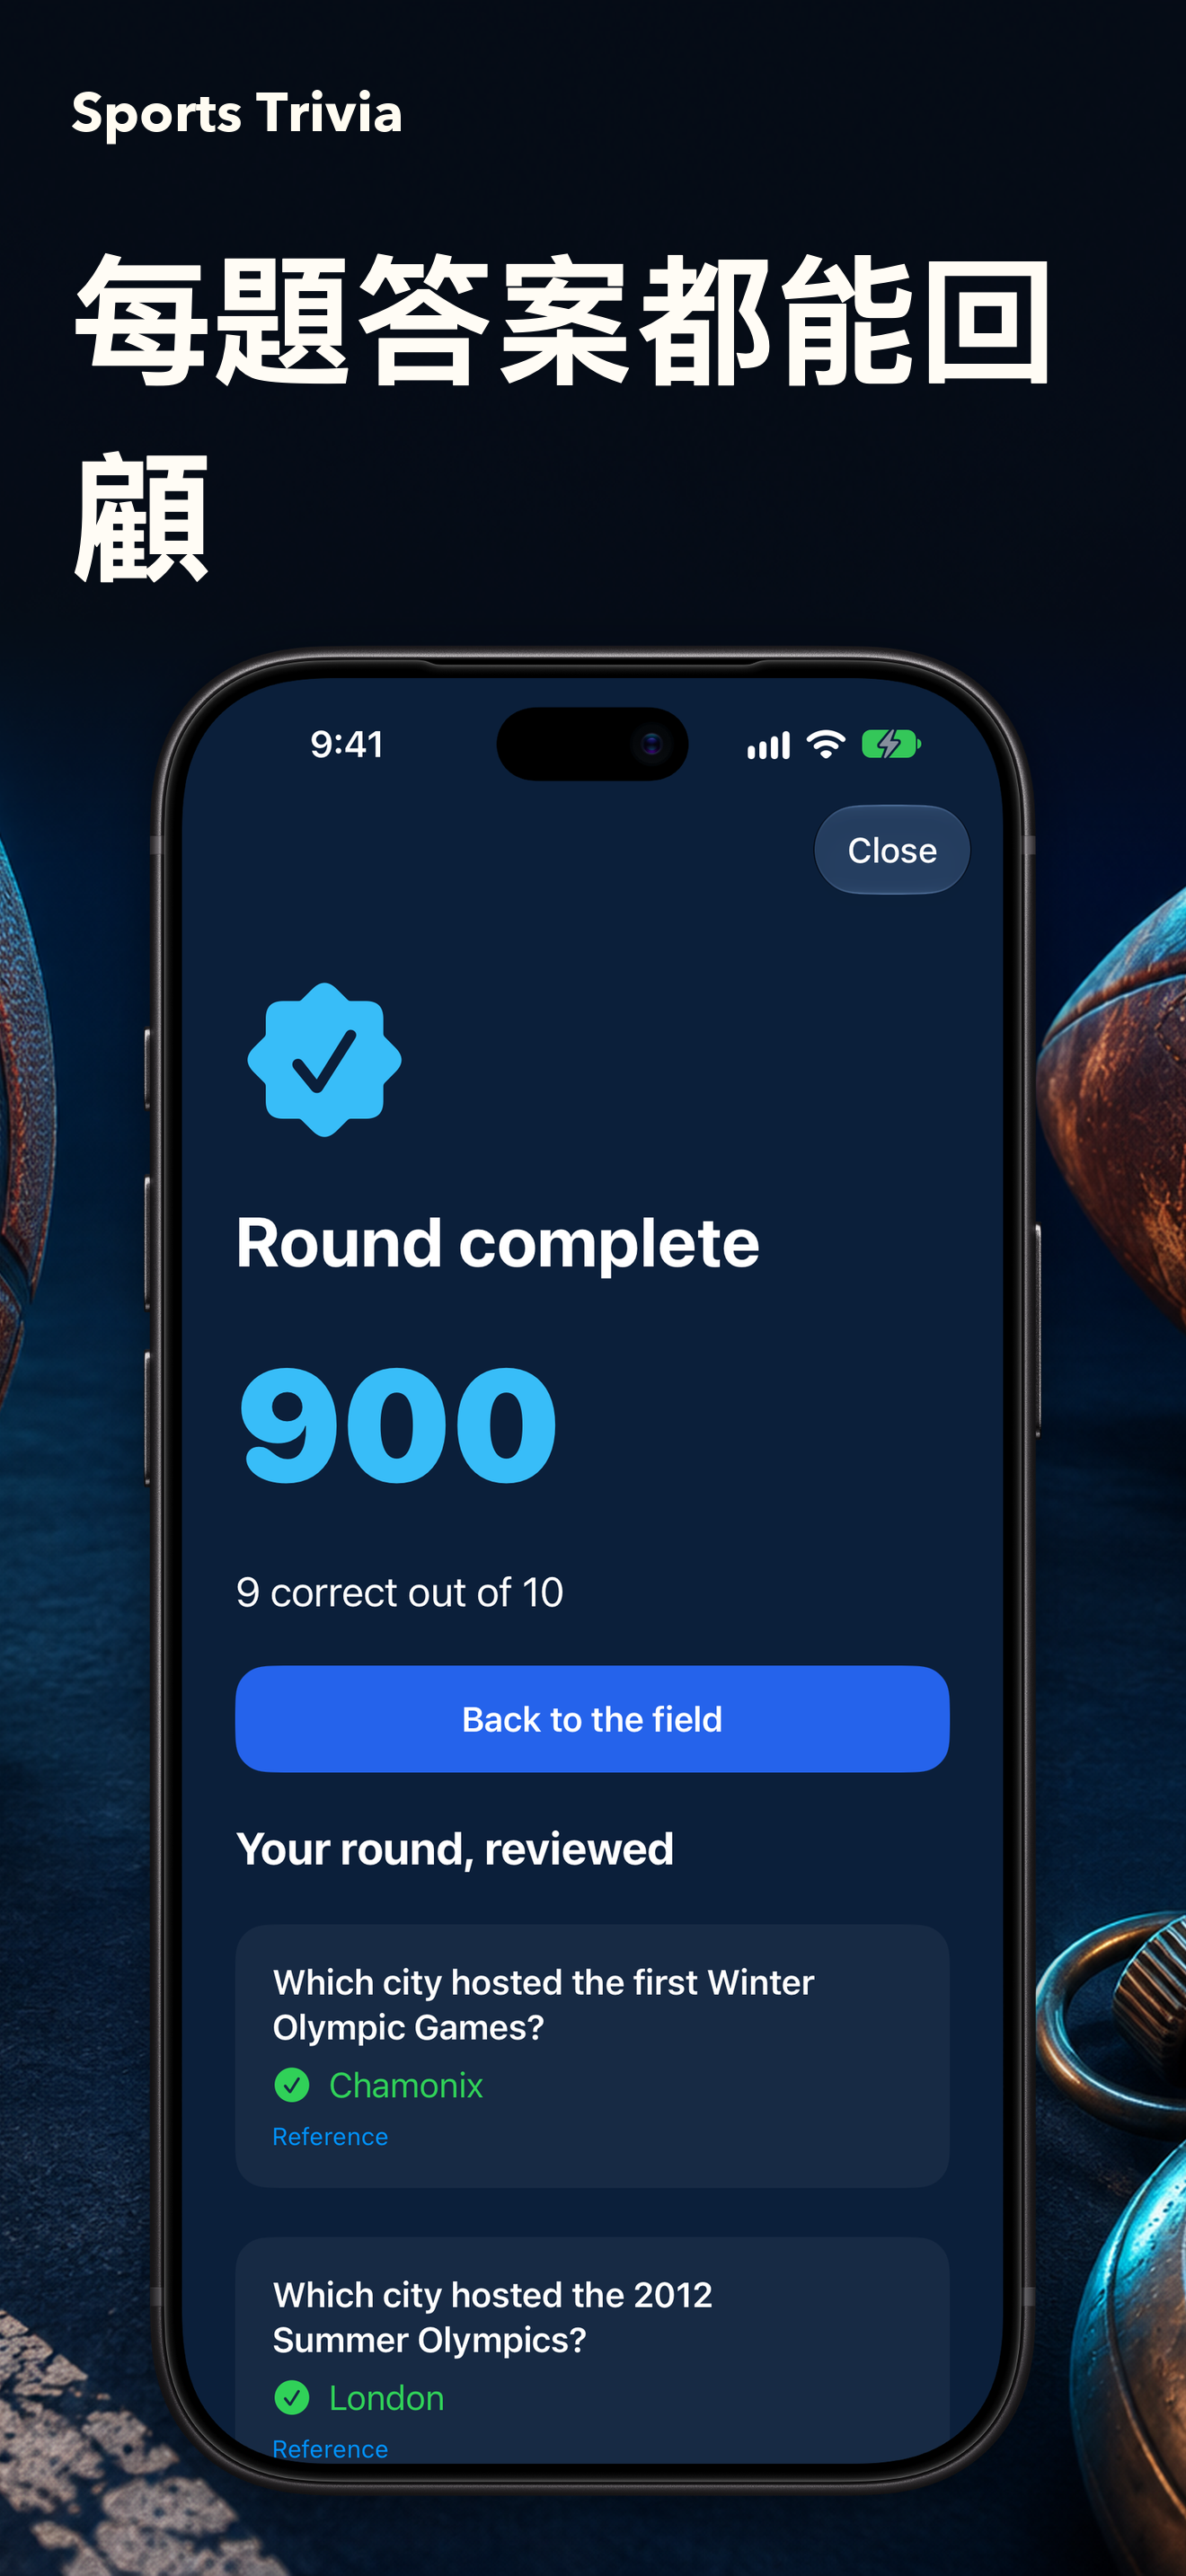 Sports Trivia
每題答案都能回
顧
9:41
Close
Round complete
900
9 correct out of 10
Back to the field
Your round, reviewed
Which city hosted the first Winter
Olympic Games?
Chamonix
Reference
Which city hosted the 2012
Summer Olympics?
London
Reference